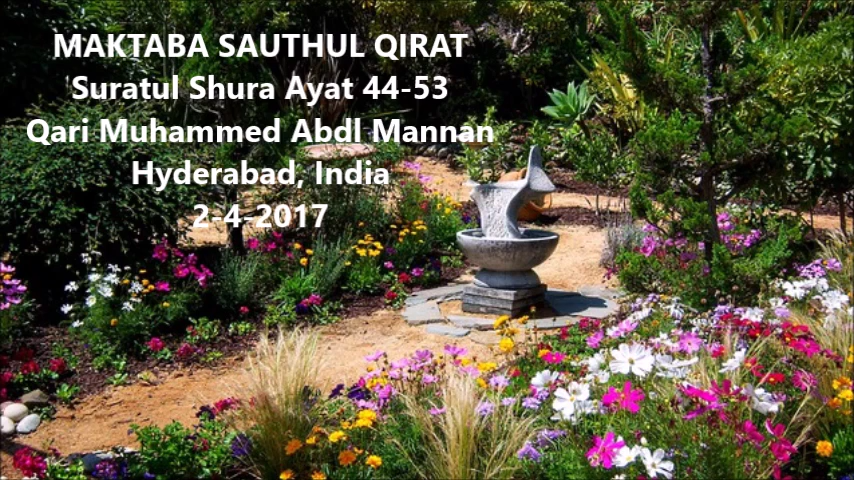 MAKTABA SAUTHUL QIRAT
Suratul Shura Ayat 44-53
Qari Muhammed Abdl Mannan
Hyderabad, India
2-4-2017